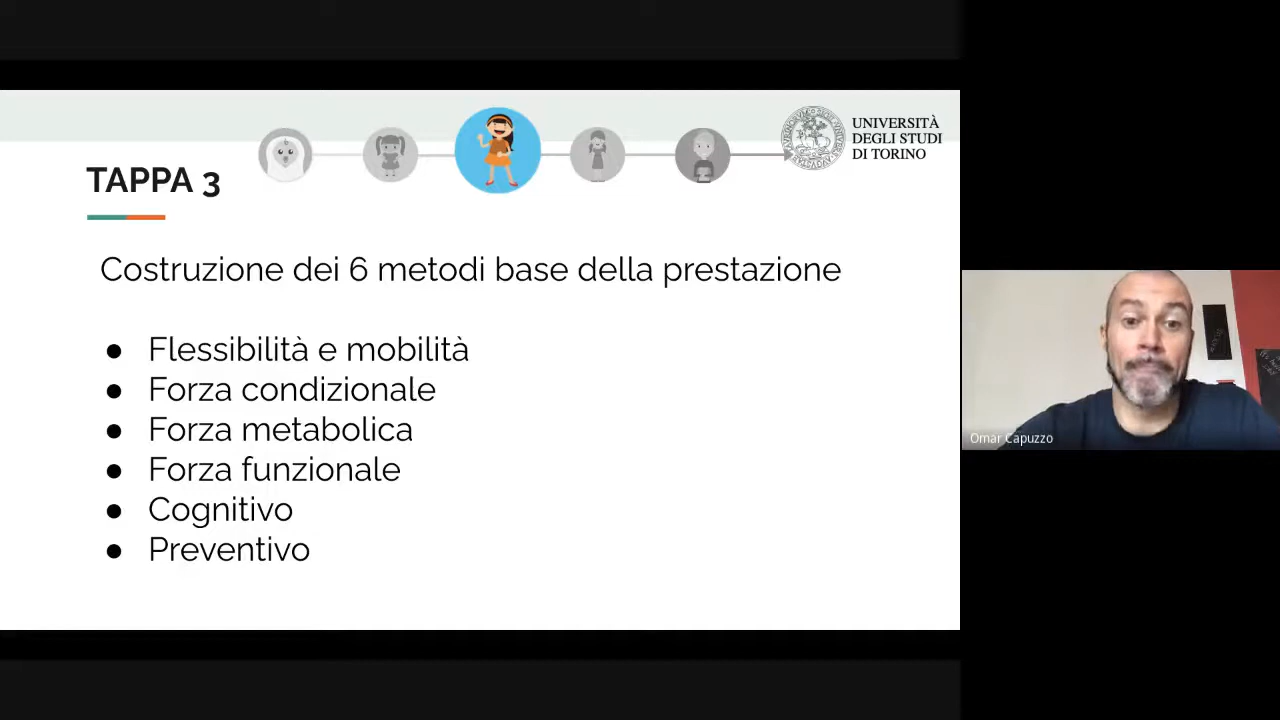 UNIVERSITÀ
DEGLI STUDI
DI TORINO
TAPPA 3
Costruzione dei 6 metodi base della prestazione
● Flessibilità e mobilità
● Forza condizionale
● Forza metabolica
● Forza funzionale
● Cognitivo
● Preventivo
Omar Capuzzo